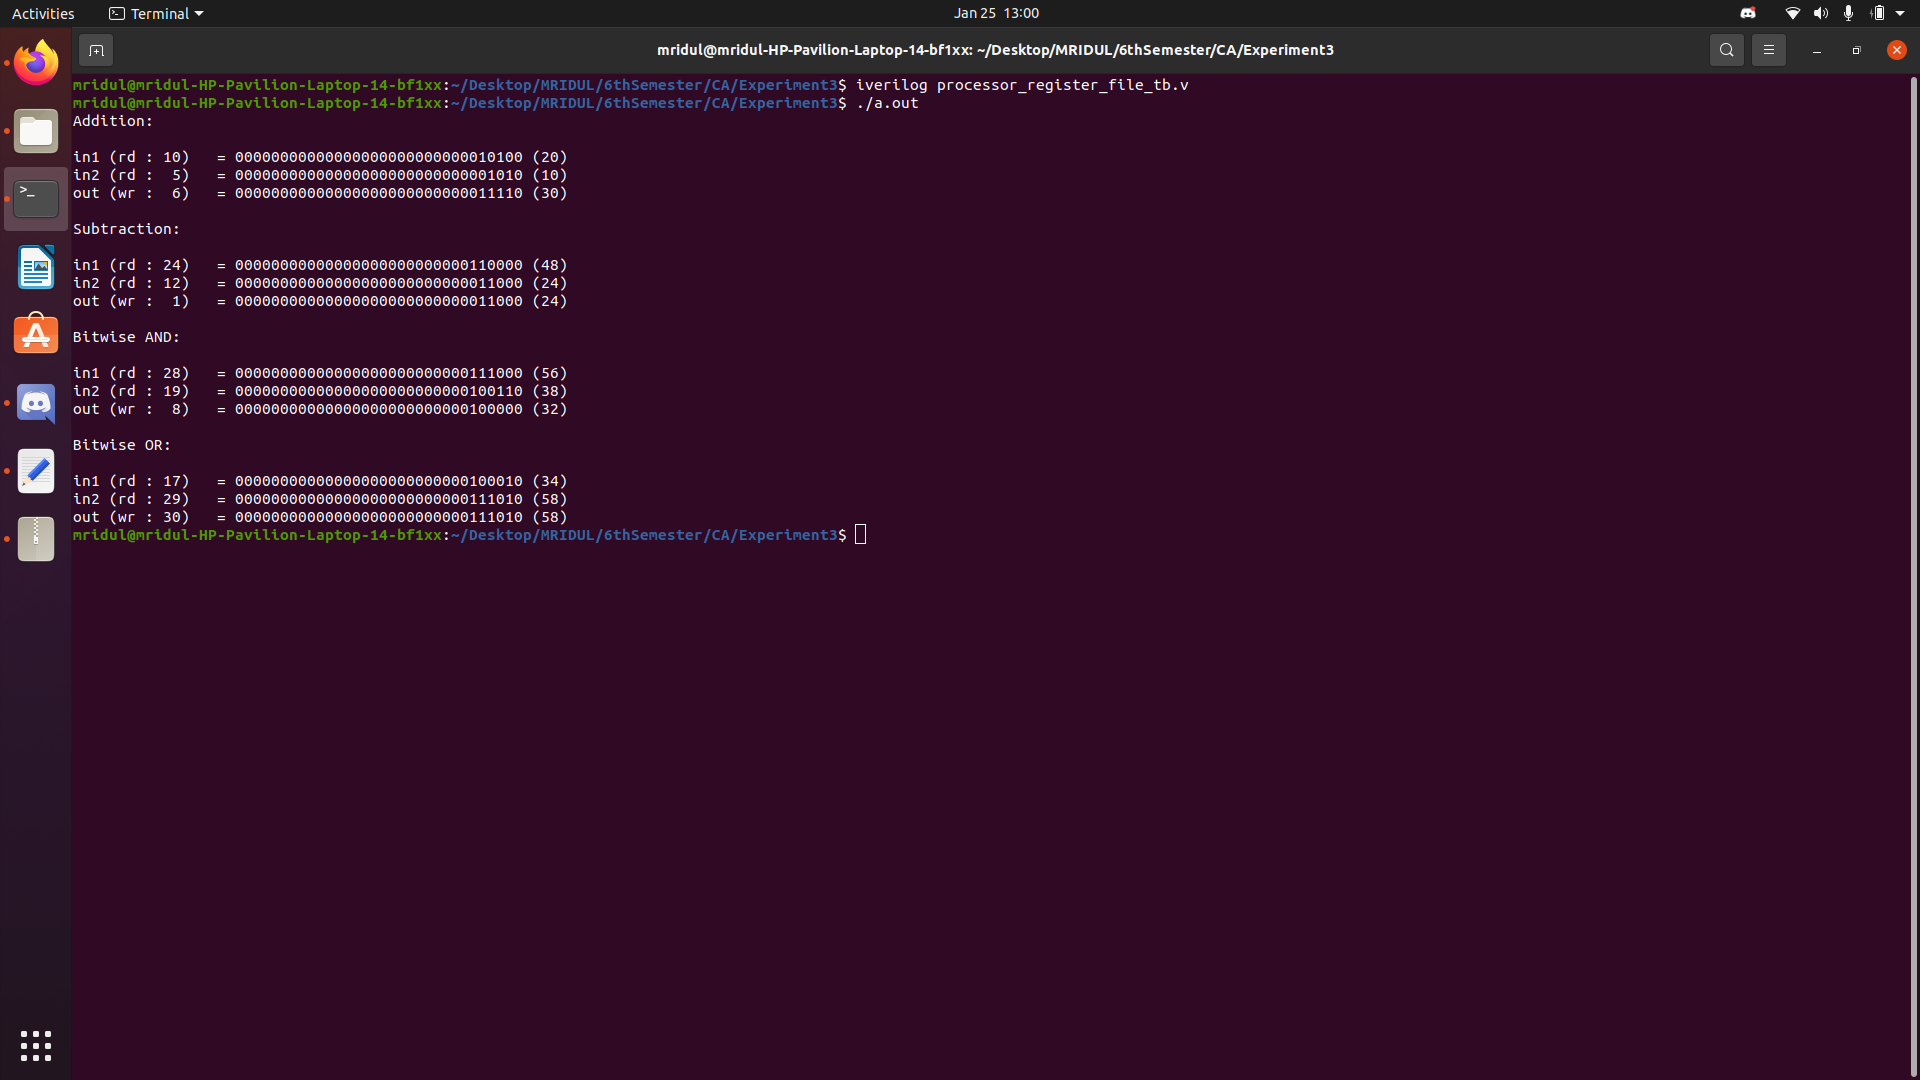 Activities
Terminal
Jan 25 13:00
mridul@mridul-HP-Pavilion-Laptop-14-bf1xx: ~/Desktop/MRIDUL/6thSemester/CA/Experiment3
mridul@mridul-HP-Pavilion-Laptop-14-bf1xx:~/Desktop/MRIDUL/6thSemester/CA/Experiment3$ iverilog processor_register_file_tb.v
mridul@mridul-HP-Pavilion-Laptop-14-bf1xx:~/Desktop/MRIDUL/6thSemester/CA/Experiment3$ ./a.out
Addition:
in1 (rd : 10)   = 00000000000000000000000000010100 (20)
in2 (rd :  5)   = 00000000000000000000000000001010 (10)
out (wr :  6)   = 00000000000000000000000000011110 (30)
Subtraction:
in1 (rd : 24)   = 00000000000000000000000000110000 (48)
in2 (rd : 12)   = 00000000000000000000000000011000 (24)
out (wr :  1)   = 00000000000000000000000000011000 (24)
Bitwise AND:
in1 (rd : 28)   = 00000000000000000000000000111000 (56)
in2 (rd : 19)   = 00000000000000000000000000100110 (38)
out (wr :  8)   = 00000000000000000000000000100000 (32)
Bitwise OR:
in1 (rd : 17)   = 00000000000000000000000000100010 (34)
in2 (rd : 29)   = 00000000000000000000000000111010 (58)
out (wr : 30)   = 00000000000000000000000000111010 (58)
mridul@mridul-HP-Pavilion-Laptop-14-bf1xx:~/Desktop/MRIDUL/6thSemester/CA/Experiment3$